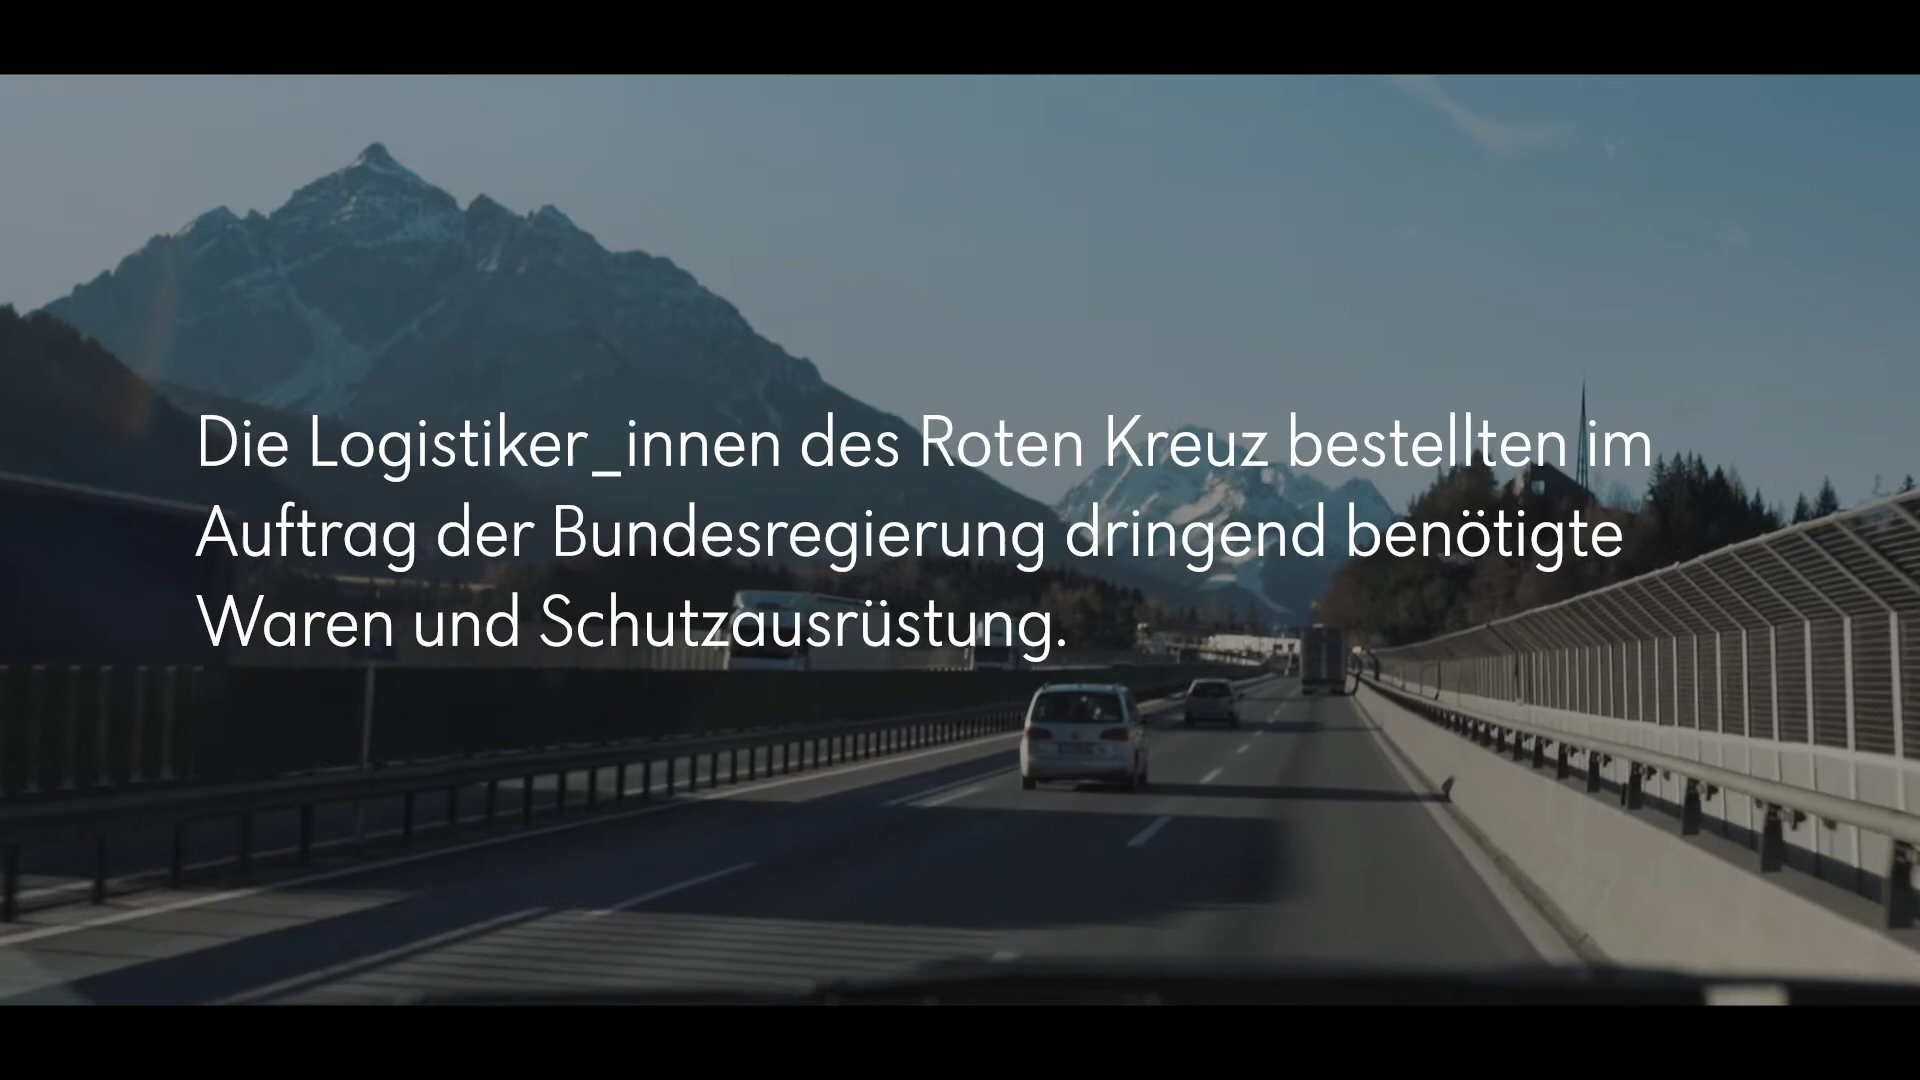 Die Logistiker_innen des Roten Kreuz bestellten im
Auftrag der Bundesregierung dringend benötigte
Waren und Schutzausrüstung.